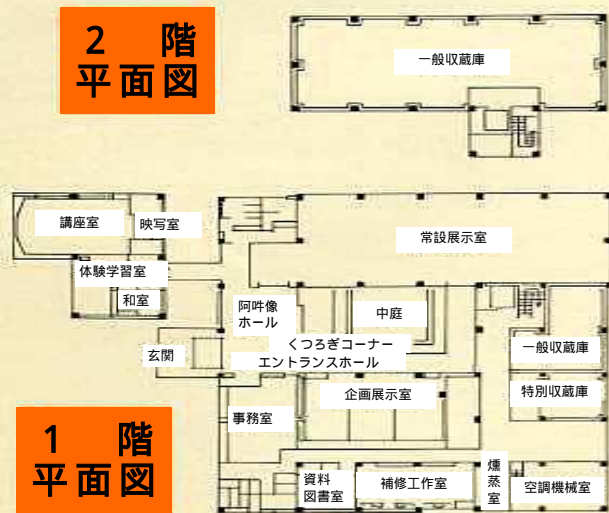 2 階
平面図
一般収蔵庫
講座室
映写室
常設展示室
体験学習室
和室
阿吽像
ホール
中庭
くつろぎコーナー
玄関
エントランスホール
一般収蔵庫
企画展示室
特別収蔵庫
事務室
1 階
平面図
資料
図書室
補修工作室
燻
蒸
室
空調機械室